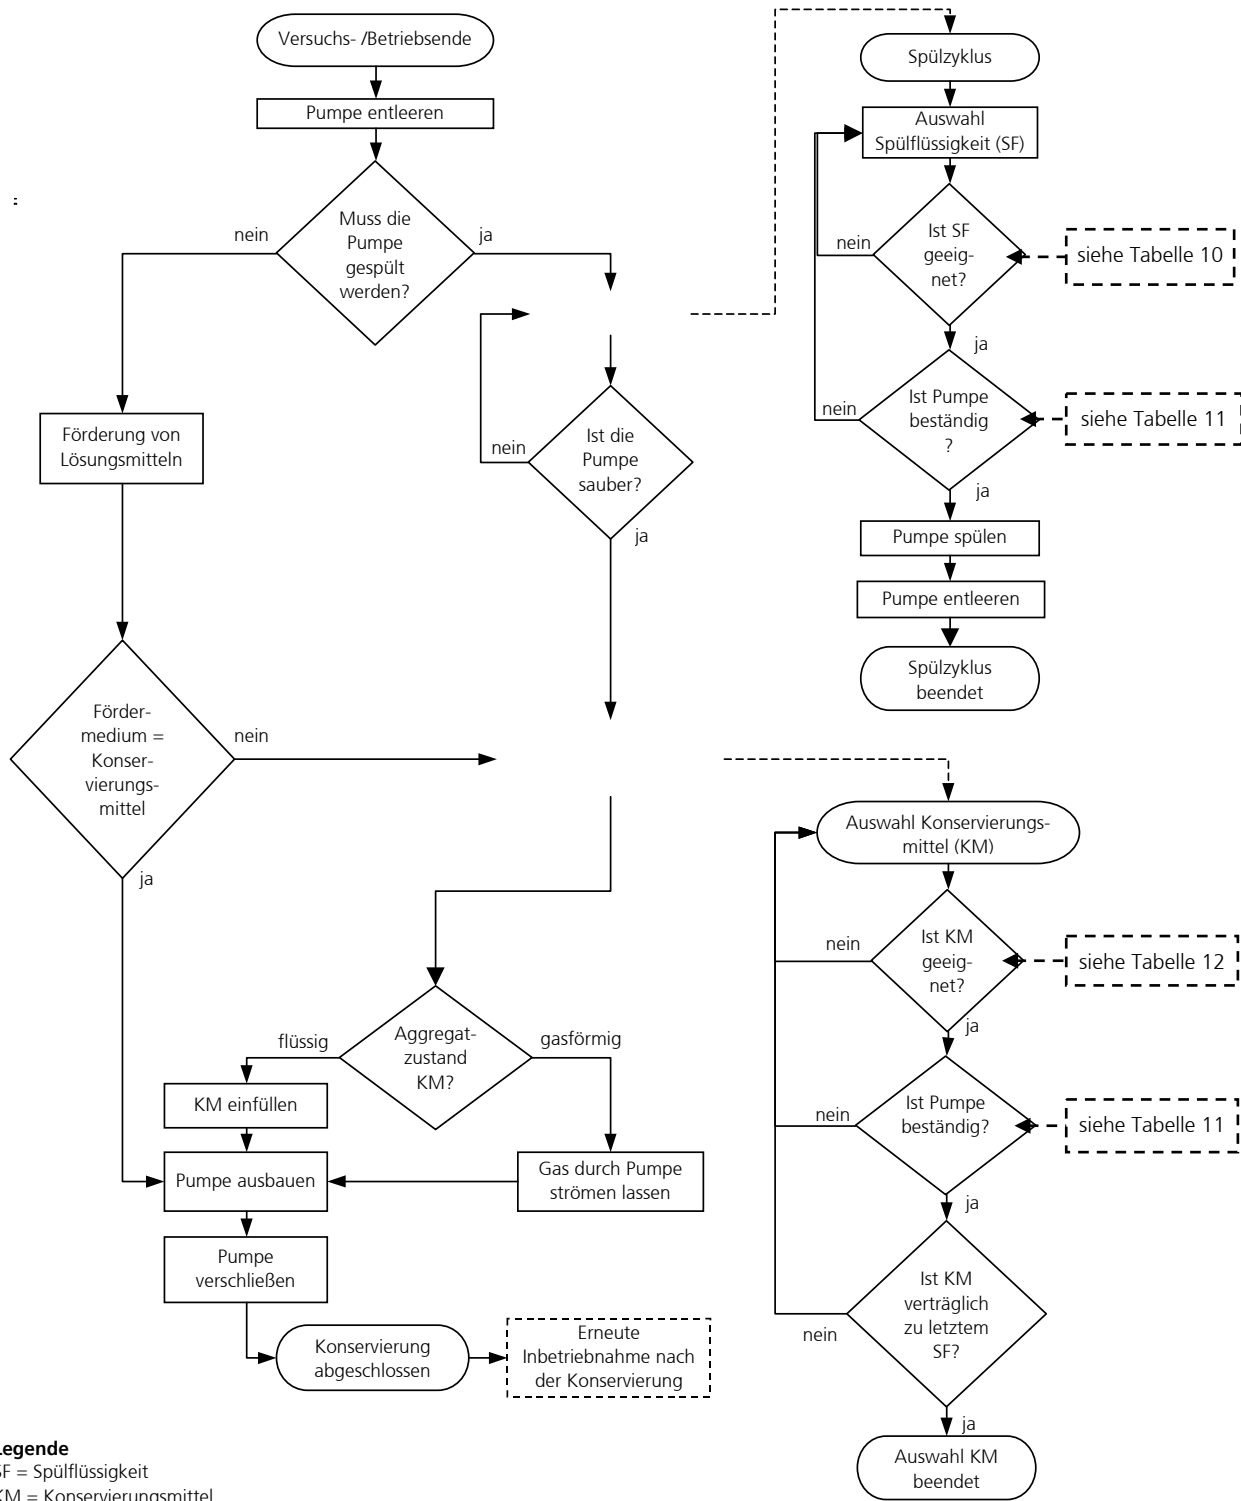 Versuchs- /Betriebsende
Pumpe entleeren
Muss die
Pumpe
gespült
werden?
nein
ja
Förderung von
Lösungsmitteln
nein
Ist die
Pumpe
sauber?
ja
Förder-
medium =
Konser-
vierungs-
mittel
nein
ja
Aggregat-
zustand
KM?
flüssig
gasförmig
KM einfüllen
Pumpe ausbauen
Gas durch Pumpe
strömen lassen
Pumpe
verschließen
Konservierung
abgeschlossen
Erneute
Inbetriebnahme nach
der Konservierung
Spülzyklus
Auswahl
Spülflüssigkeit (SF)
Ist SF
geeig-
net?
nein
siehe Tabelle 10
ja
Ist Pumpe
beständig
?
nein
siehe Tabelle 11
ja
Pumpe spülen
Pumpe entleeren
Spülzyklus
beendet
Auswahl Konservierungs-
mittel (KM)
Ist KM
geeig-
net?
nein
siehe Tabelle 12
ja
Ist Pumpe
beständig?
nein
siehe Tabelle 11
ja
Ist KM
verträglich
zu letztem
SF?
nein
ja
Auswahl KM
beendet
Legende
SF = Spülflüssigkeit
KM = Konservierungsmittel